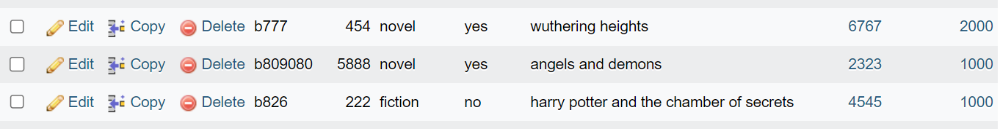 Edit Copy Delete b777 454 novel yes wuthering heights 6767 2000
Edit Copy Delete b809080 5888 novel yes angels and demons 2323 1000
Edit Copy Delete b826 222 fiction no harry potter and the chamber of secrets 4545 1000